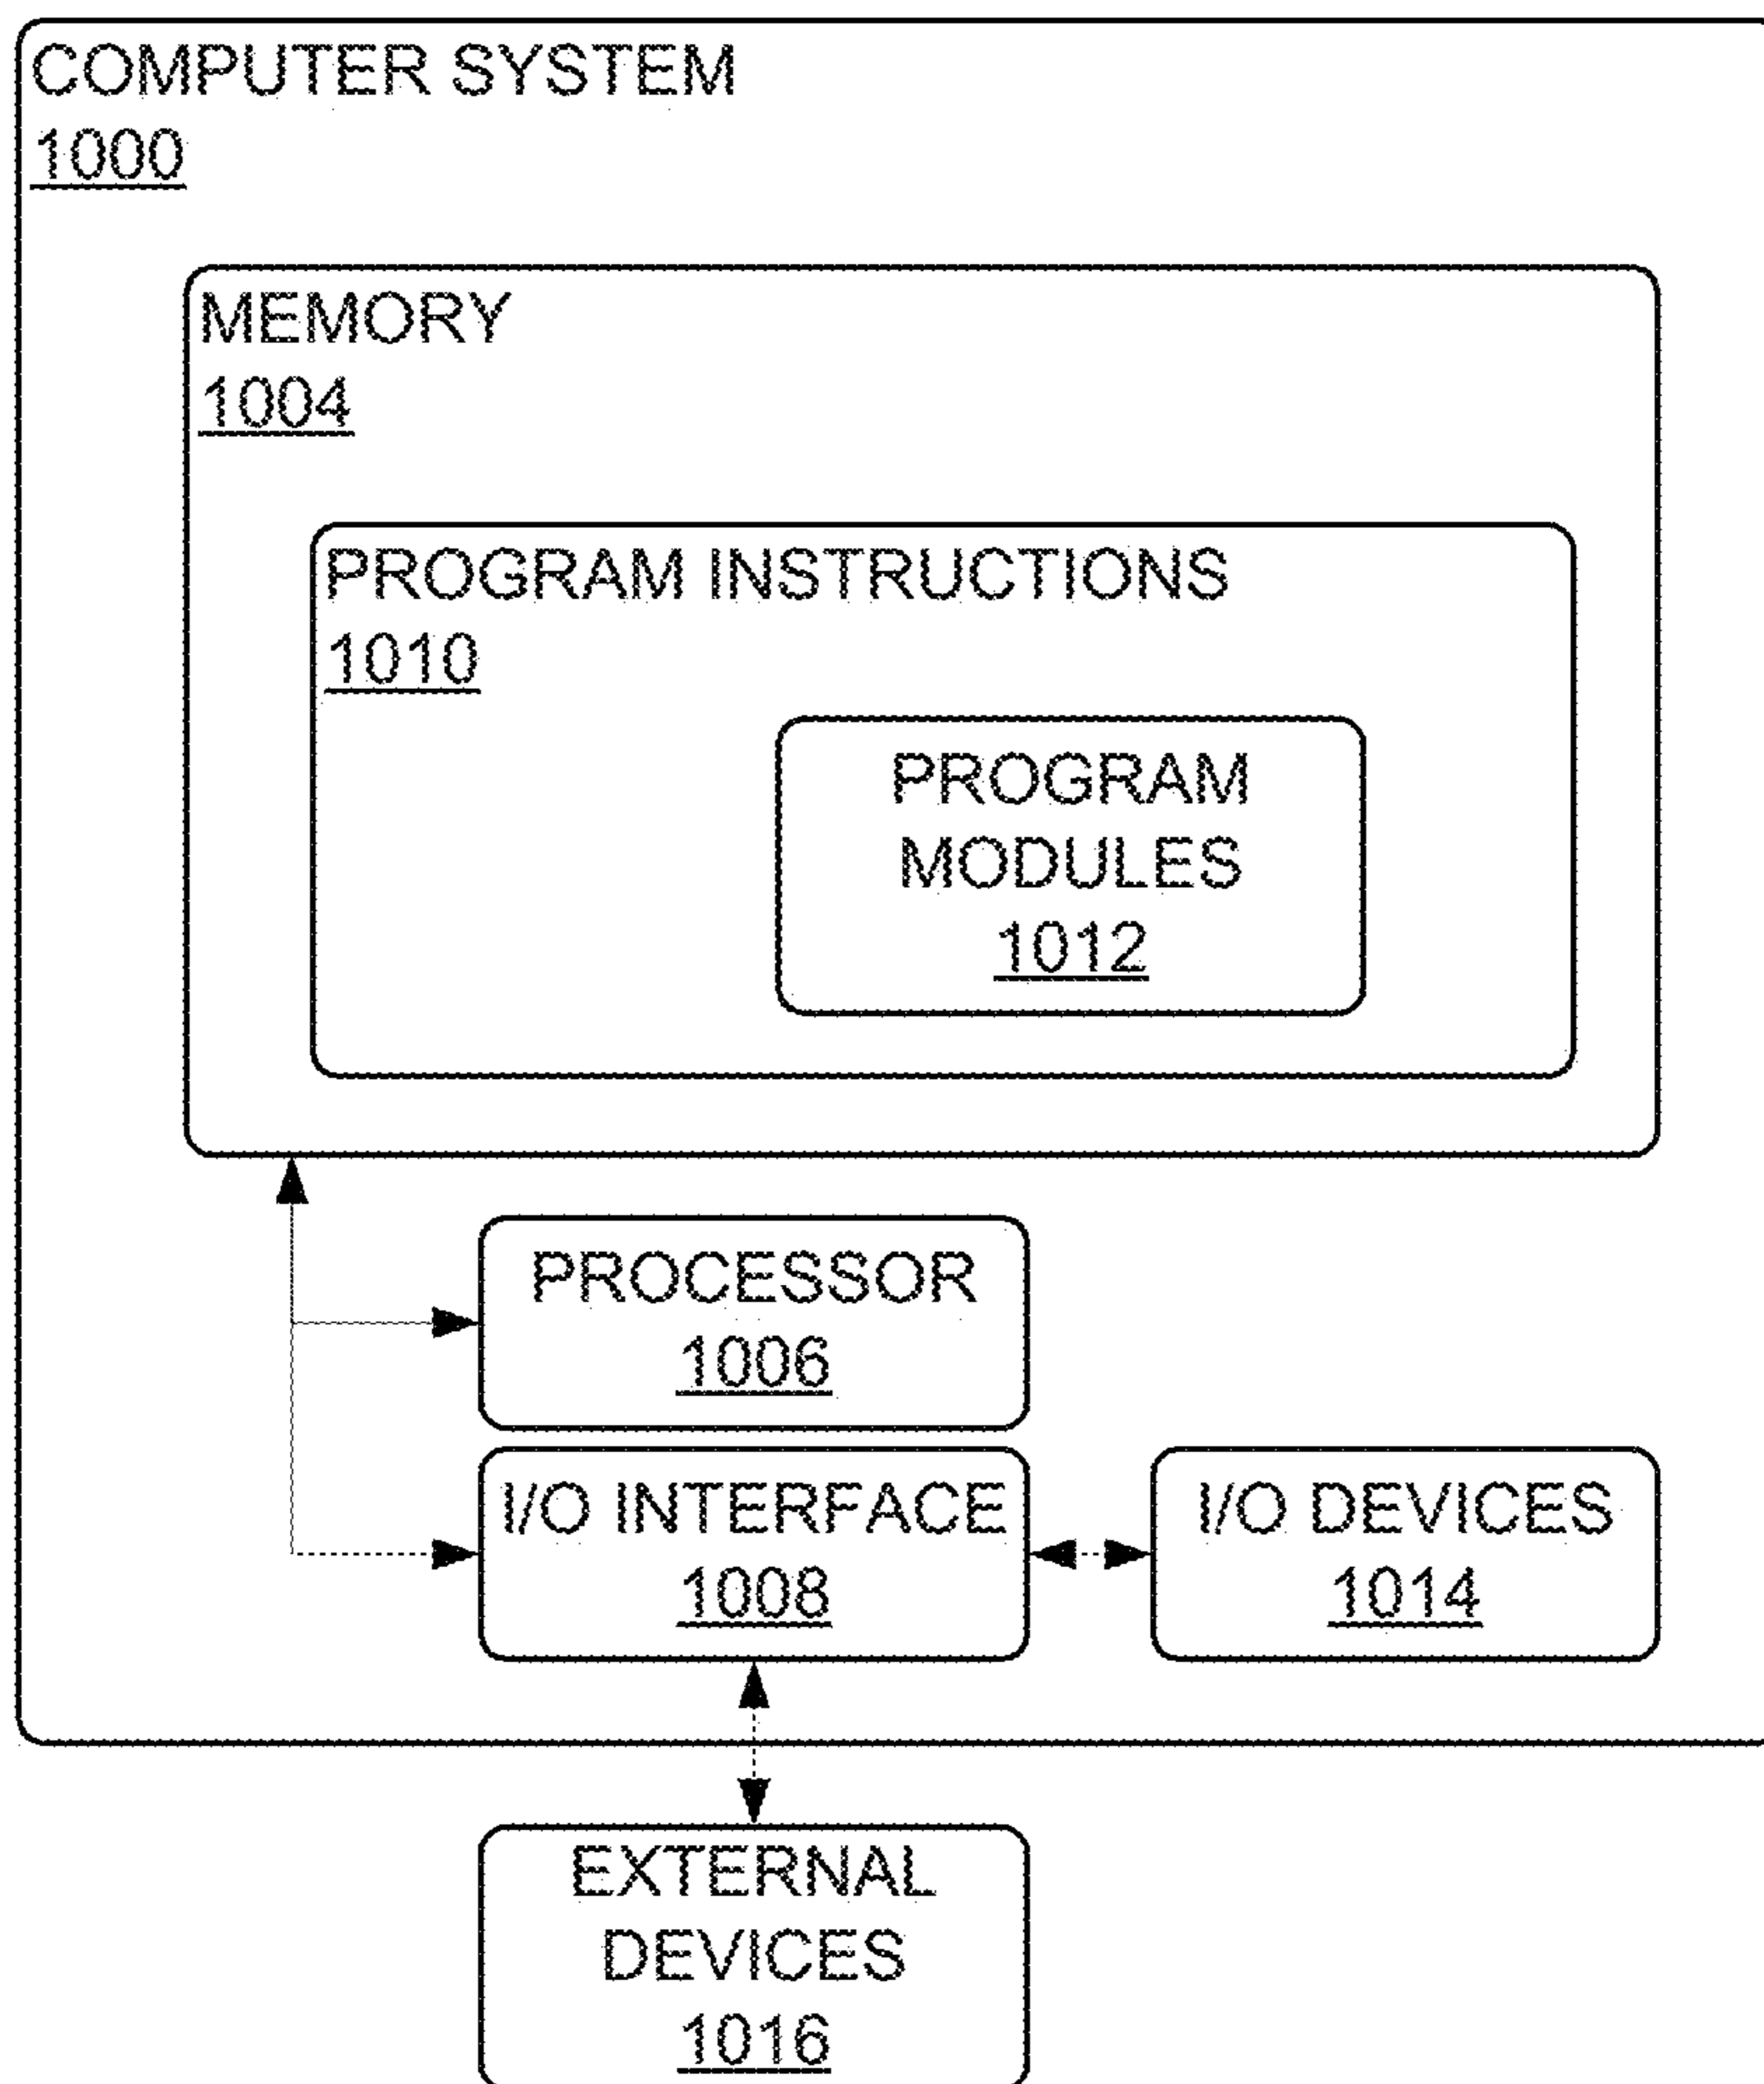 COMPUTER SYSTEM
1000
MEMORY
1004
PROGRAM INSTRUCTIONS
1010
PROGRAM
MODULES
1012
PROCESSOR
1006
I/O INTERFACE
1008
I/O DEVICES
1014
EXTERNAL
DEVICES
1016